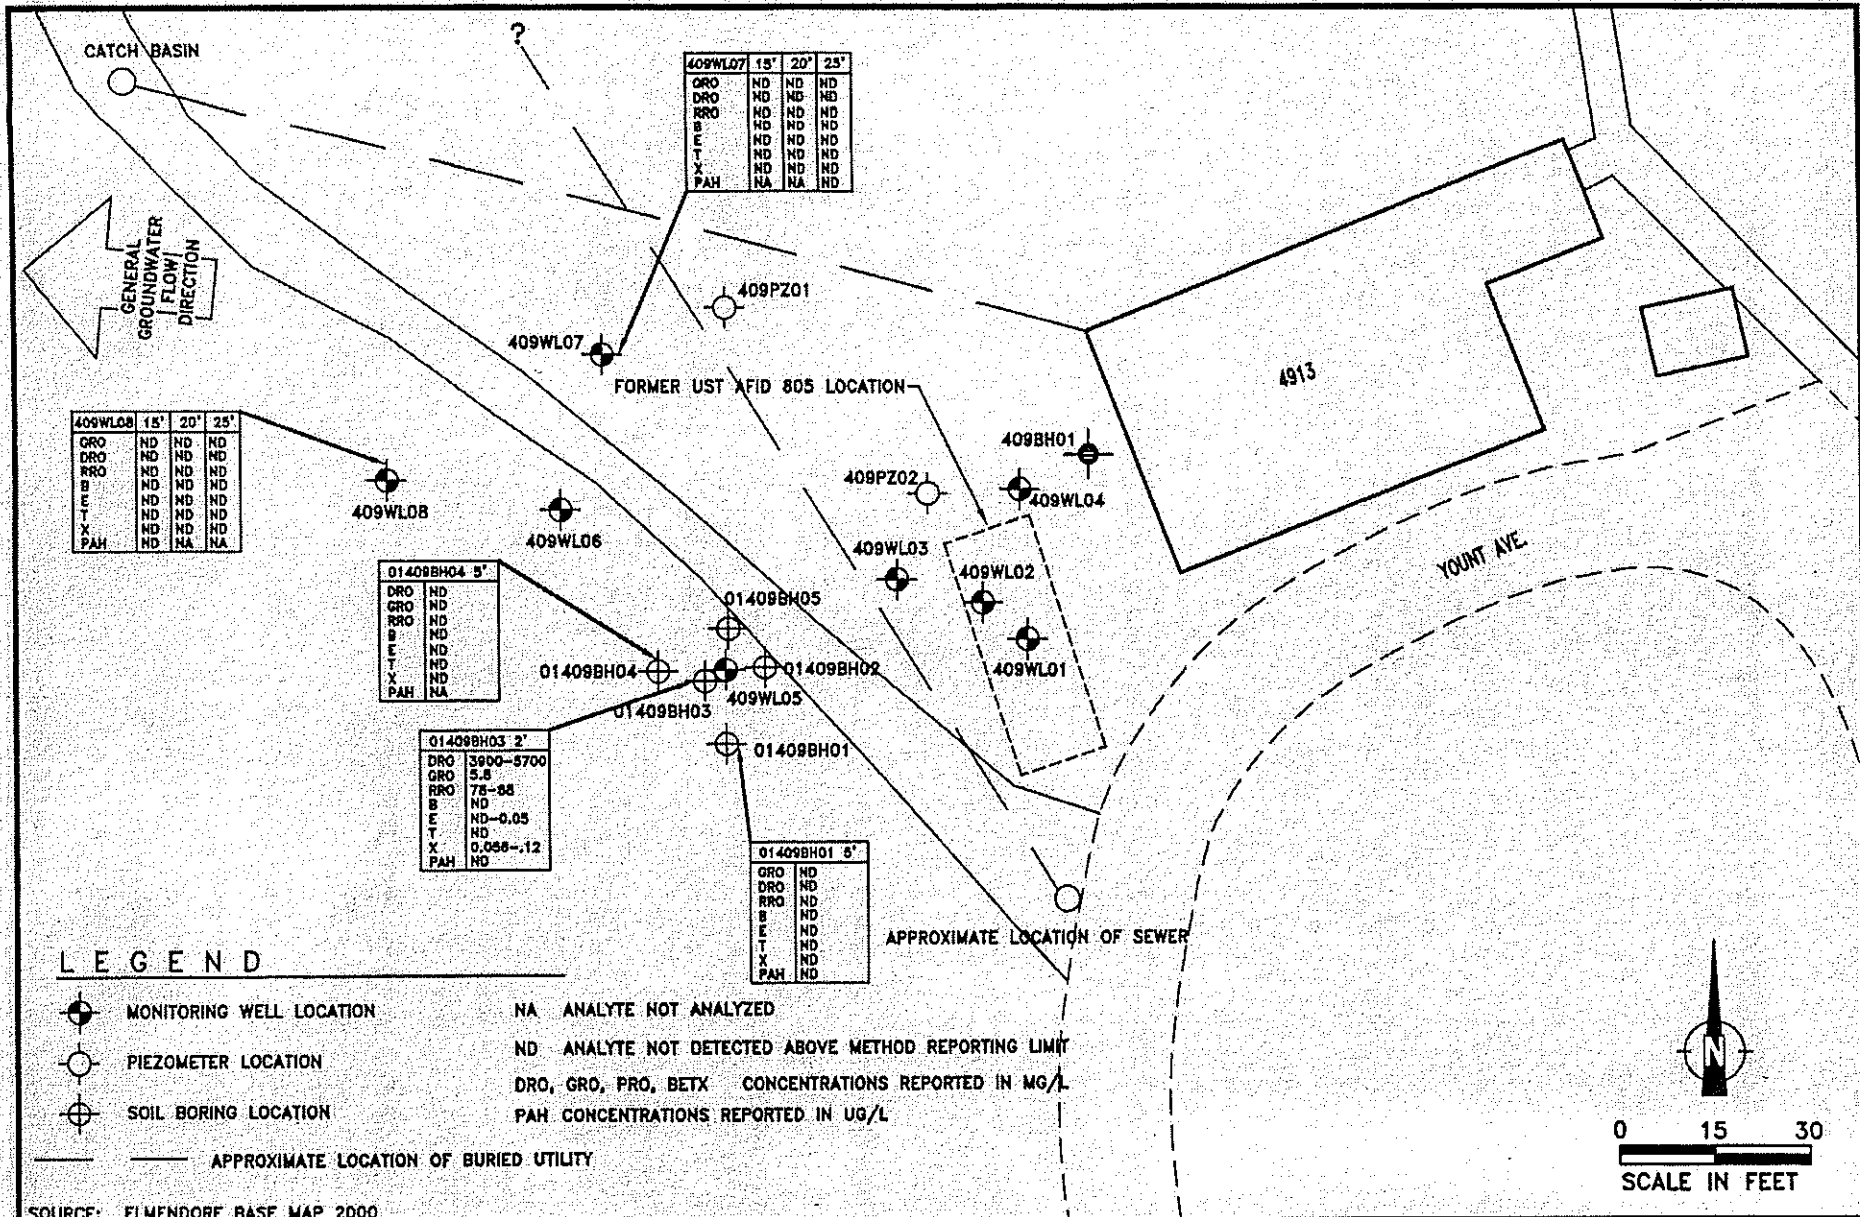 CATCH BASIN
?
409WL07 15' 20' 25'
GRO ND ND ND
DRO ND ND ND
RRO ND ND ND
B ND ND ND
E ND ND ND
T ND ND ND
X ND ND ND
PAH NA NA ND
GENERAL
GROUNDWATER
FLOW
DIRECTION
409PZ01
409WL07
FORMER UST AFID 805 LOCATION
4913
409WL08 15' 20' 25'
GRO ND ND ND
DRO ND ND ND
RRO ND ND ND
B ND ND ND
E ND ND ND
T ND ND ND
X ND ND ND
PAH ND NA NA
409WL08
409WL06
409BH01
409PZ02
409WL04
409WL03
409WL02
409WL01
YOUNT AVE.
01409BH04 5'
DRO ND
GRO ND
RRO ND
B ND
E ND
T ND
X ND
PAH NA
01409BH05
01409BH04
01409BH02
409WL05
01409BH03
01409BH01
01409BH03 2'
DRO 3900-5700
GRO
RRO
B ND
E ND-0.05
T ND
X
PAH ND
01409BH01
GRO ND
DRO ND
RRO ND
B ND
E ND
T ND
X ND
PAH ND
APPROXIMATE LOCATION OF SEWER
LEGEND
MONITORING WELL LOCATION
PIEZOMETER LOCATION
SOIL BORING LOCATION
APPROXIMATE LOCATION OF BURIED UTILITY
NA ANALYTE NOT ANALYZED
ND ANALYTE NOT DETECTED ABOVE METHOD REPORTING LIMIT
DRO, GRO, PRO, BETX CONCENTRATIONS REPORTED IN MG/L
PAH CONCENTRATIONS REPORTED IN UG/L
N
0 15 30
SCALE IN FEET
SOURCE: ELMENDORF BASE MAP 2000